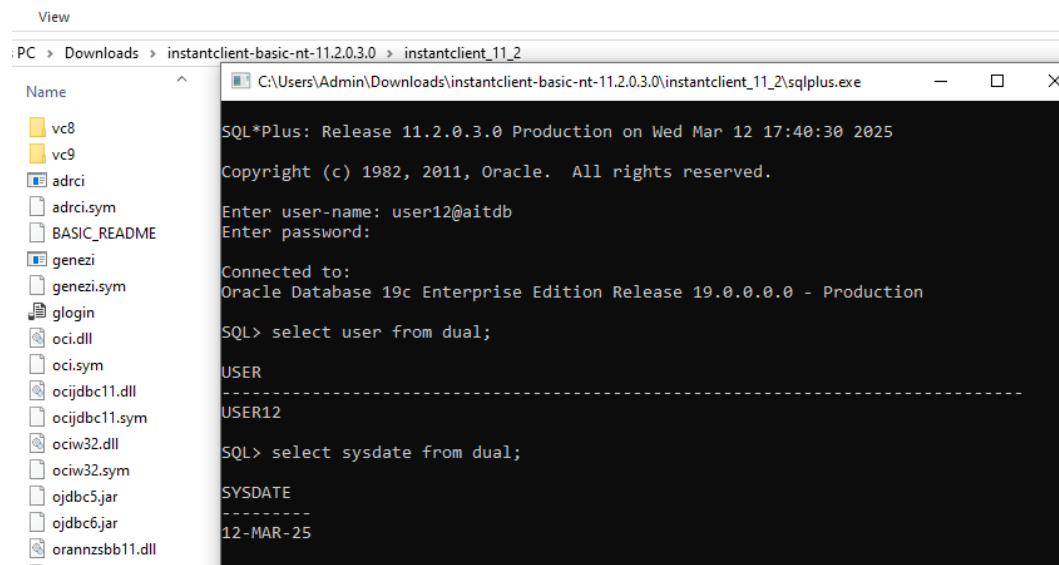 View
PC > Downloads > instantclient-basic-nt-11.2.0.3.0 > instantclient_11_2
Name
vc8
vc9
adrci
adrci.sym
BASIC_README
genezi
genezi.sym
glogin
oci.dll
oci.sym
ocijdbc11.dll
ocijdbc11.sym
ociw32.dll
ociw32.sym
ojdbc5.jar
ojdbc6.jar
orannzsbb11.dll
C:\Users\Admin\Downloads\instantclient-basic-nt-11.2.0.3.0\instantclient_11_2\sqlplus.exe
SQL*Plus: Release 11.2.0.3.0 Production on Wed Mar 12 17:40:30 2025
Copyright (c) 1982, 2011, Oracle.  All rights reserved.
Enter user-name: user12@aitdb
Enter password:
Connected to:
Oracle Database 19c Enterprise Edition Release 19.0.0.0.0 - Production
SQL> select user from dual;
USER
--------------------------------------------------------------------------------
USER12
SQL> select sysdate from dual;
SYSDATE
---------
12-MAR-25